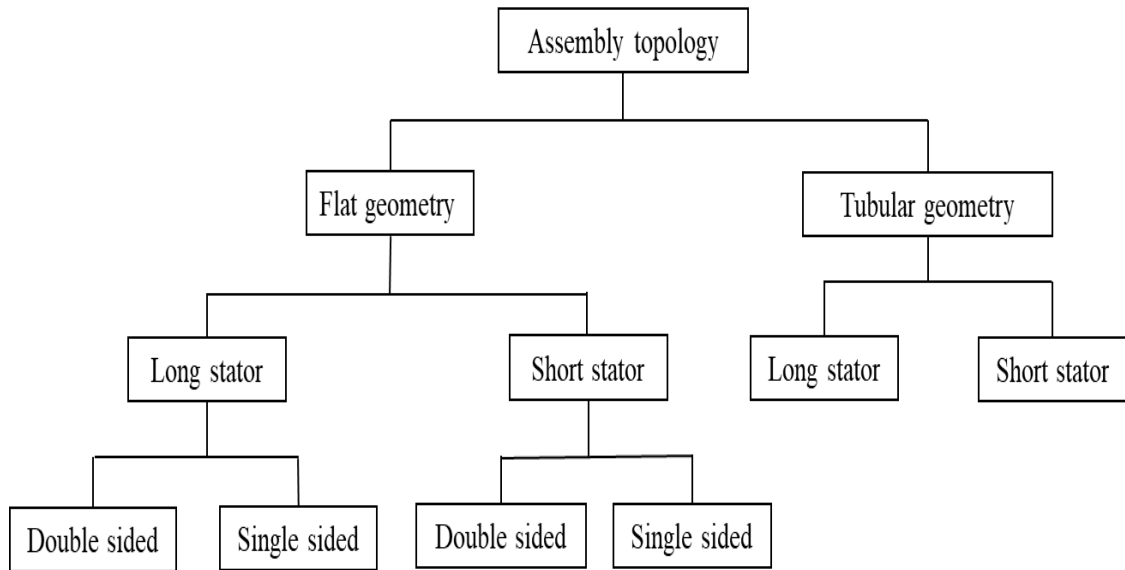 Assembly topology
Flat geometry
Tubular geometry
Long stator
Short stator
Long stator
Short stator
Double sided
Single sided
Double sided
Single sided